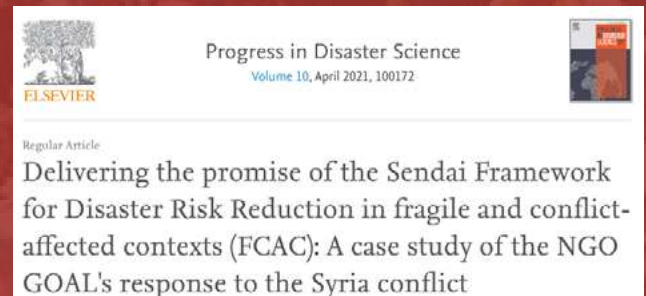 Progress in Disaster Science
Volume 10, April 2021, 100172
ELSEVIER
Regular Article
Delivering the promise of the Sendai Framework
for Disaster Risk Reduction in fragile and conflict-
affected contexts (FCAC): A case study of the NGO
GOAL's response to the Syria conflict